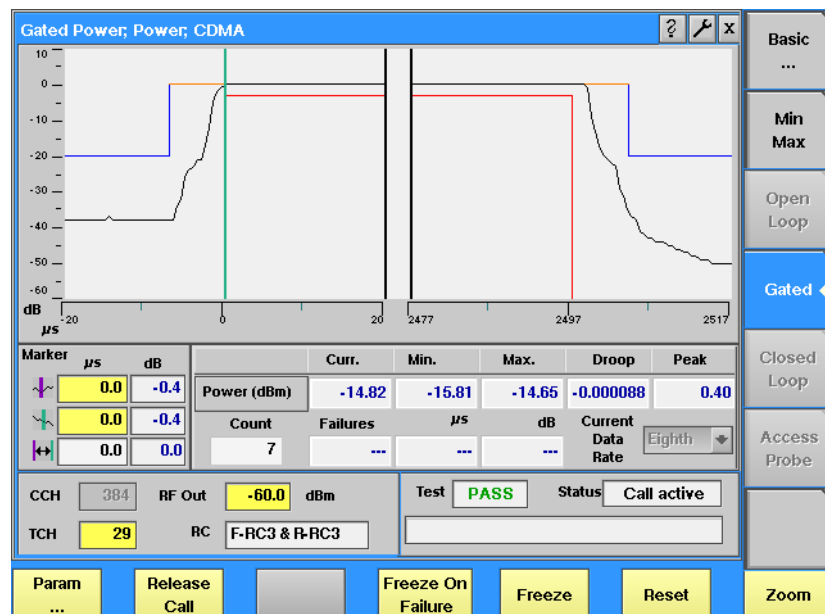 Gated Power; Power; CDMA ? x
10
0
-10
-20
-30
-40
-50
-60
dB
µs
-20 0 20 2477 2497 2517
Marker µs dB
0.0 -0.4
0.0 -0.4
0.0 0.0
Curr. Min. Max. Droop Peak
Power (dBm) -14.82 -15.81 -14.65 -0.000088 0.40
Count Failures µs dB Current Data Rate Eighth
7 --- --- ---
CCH 384 RF Out -60.0 dBm
TCH 29 RC F-RC3 & R-RC3
Test PASS Status Call active
Basic
...
Min
Max
Open
Loop
Gated
Closed
Loop
Access
Probe
Param
...
Release
Call
Freeze On
Failure
Freeze
Reset
Zoom